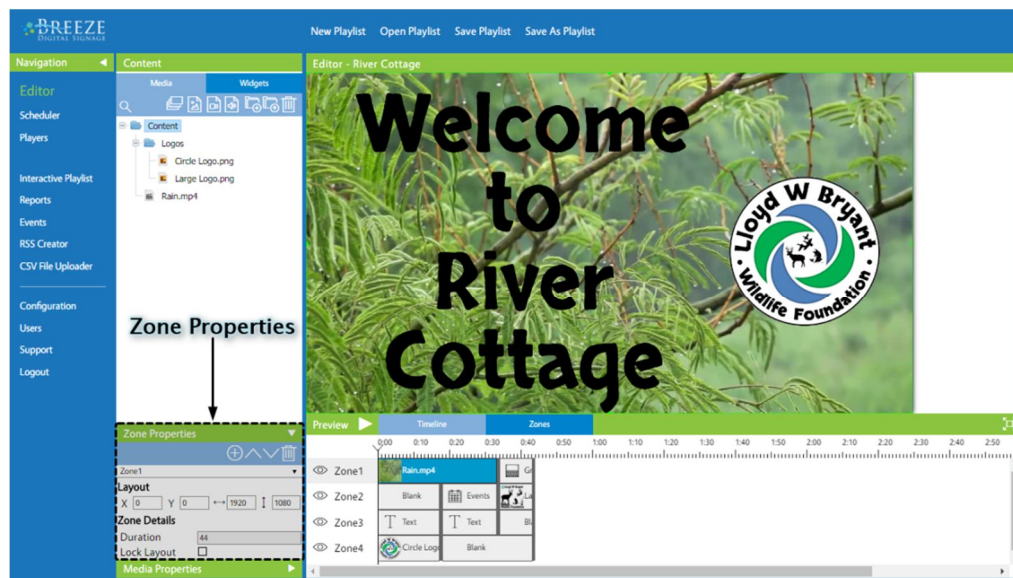 BREEZE
DIGITAL SIGNAGE
New Playlist Open Playlist Save Playlist Save As Playlist
Navigation
Content
Editor - River Cottage
Editor
Scheduler
Players
Interactive Playlist
Reports
Events
RSS Creator
CSV File Uploader
Configuration
Users
Support
Logout
Media Widgets
Content
Logos
Circle Logo.png
Large Logo.png
Rain.mp4
Zone Properties
Welcome
to
River
Cottage
Lloyd W Bryant
Wildlife Foundation
Zone Properties
Zone1
Layout
X 0 Y 0 1920 1080
Zone Details
Duration 44
Lock Layout
Media Properties
Preview Timeline Zones
0:00 0:10 0:20 0:30 0:40 0:50 1:00 1:10 1:20 1:30 1:40 1:50 2:00 2:10 2:20 2:30 2:40 2:50
Zone1 Rain.mp4 G
Zone2 Blank Events La
Zone3 T Text T Text Bl
Zone4 Circle Logo Blank